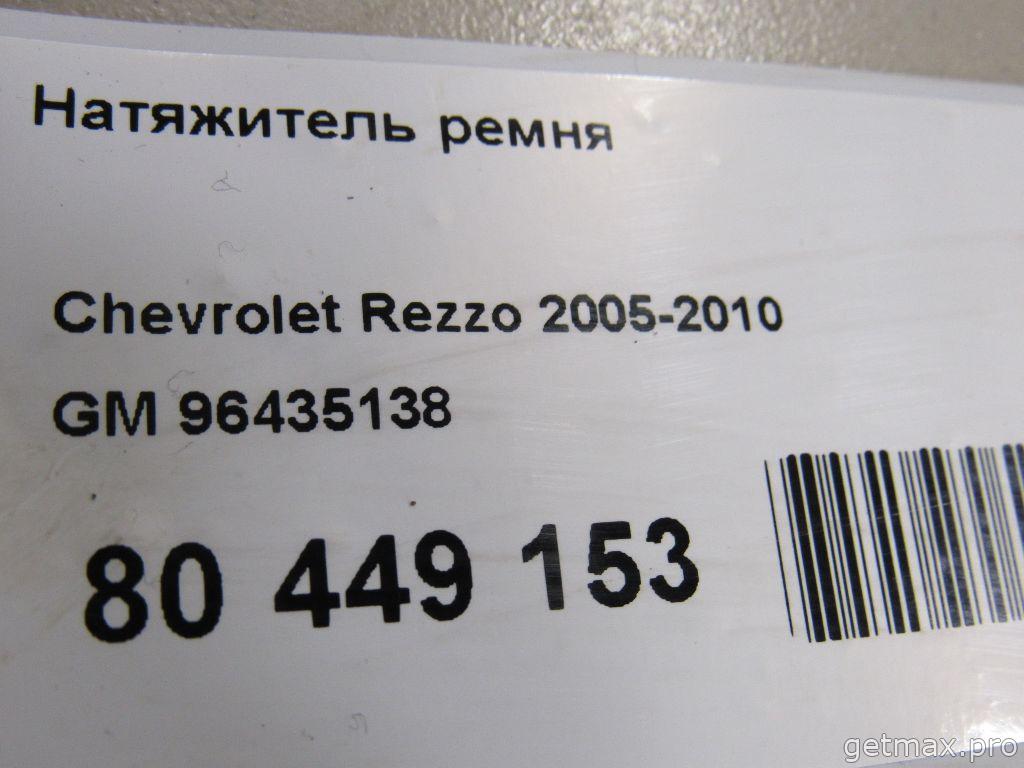 Натяжитель ремня
Chevrolet Rezzo 2005-2010
GM 96435138
80 449 153
getmax.pro